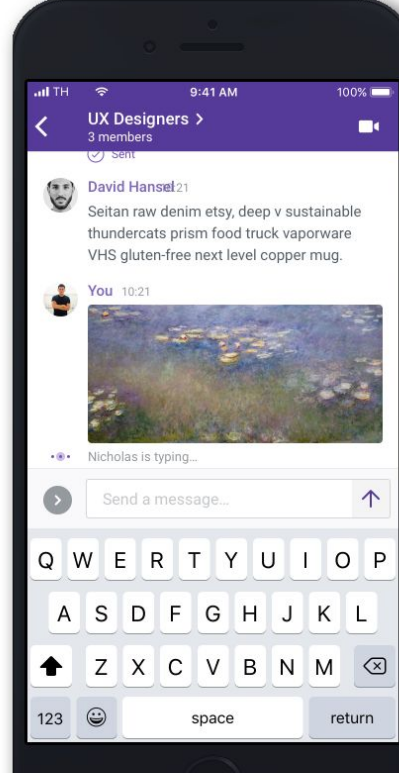 TH 9:41 AM 100%
UX Designers >
3 members
Sent
David Hansel :21
Seitan raw denim etsy, deep v sustainable
thundercats prism food truck vaporware
VHS gluten-free next level copper mug.
You 10:21
Nicholas is typing...
Send a message...
Q W E R T Y U I O P
A S D F G H J K L
Z X C V B N M
123 space return